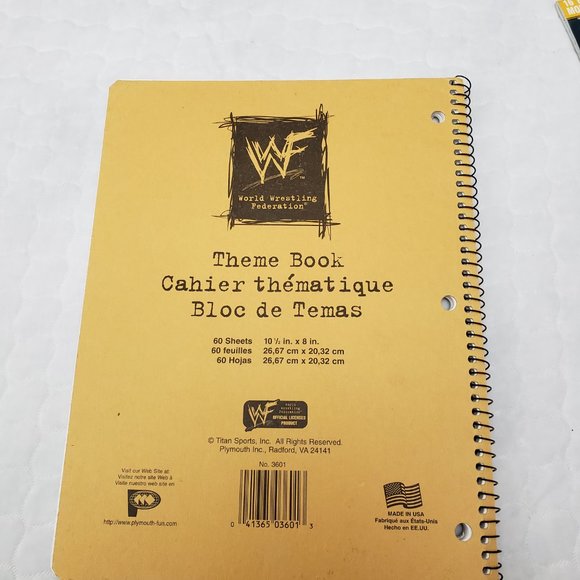 WF
TM
World Wrestling
Federation®
Theme Book
Cahier thématique
Bloc de Temas
60 Sheets 10 1/2 in. x 8 in.
60 feuilles 26,67 cm x 20,32 cm
60 Hojas 26,67 cm x 20,32 cm
World
Wrestling
Federation
OFFICIAL LICENSED
PRODUCT
© Titan Sports, Inc. All Rights Reserved.
Plymouth Inc., Radford, VA 24141
No. 3601
0 41365 03601 3
Visit our Web Site at:
Visitez notre site Web à
Visite nuestro web site en
P
http://www.plymouth-fun.com
MADE IN USA
Fabriqué aux États-Unis
Hecho en EE.UU.